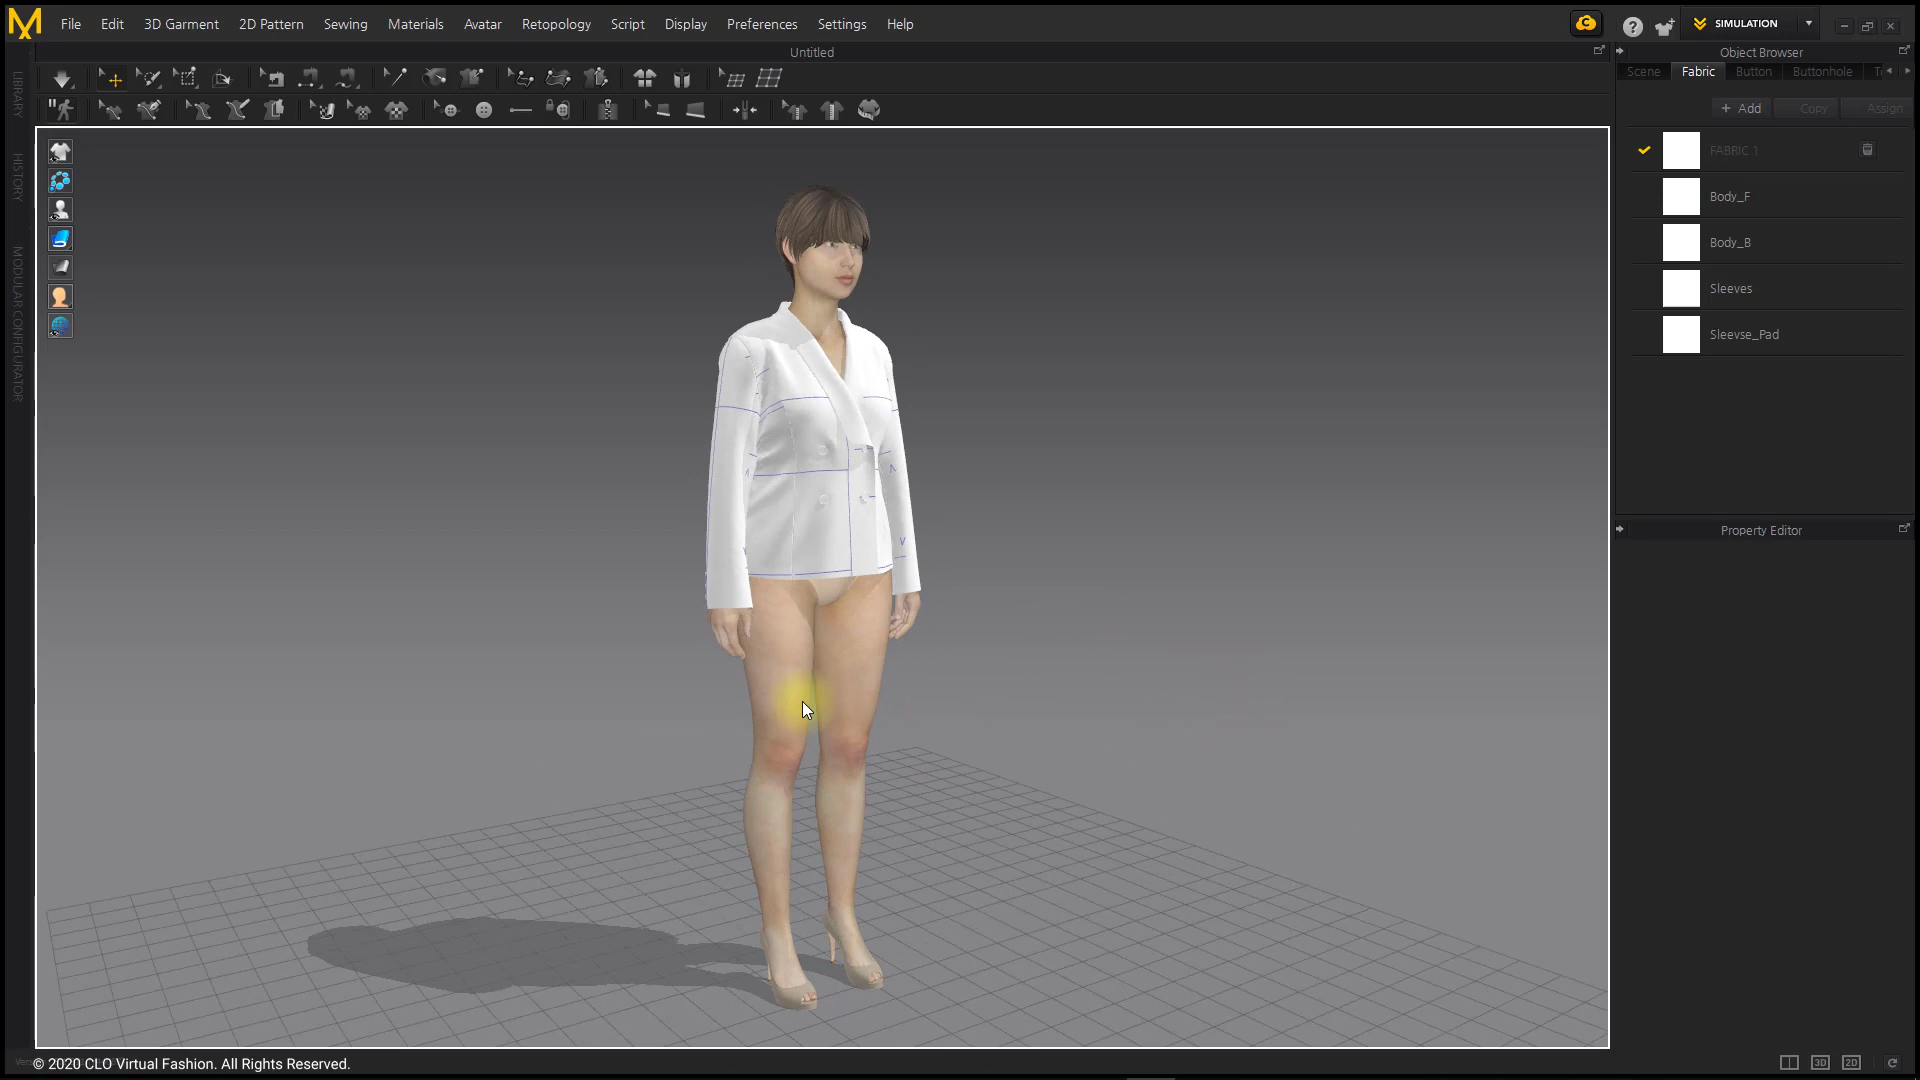 File Edit 3D Garment 2D Pattern Sewing Materials Avatar Retopology Script Display Preferences Settings Help
SIMULATION
Untitled
Object Browser
Scene Fabric Button Buttonhole
+ Add Copy Assign
FABRIC 1
Body_F
Body_B
Sleeves
Sleevse_Pad
Property Editor
LIBRARY
HISTORY
MODULAR CONFIGURATOR
© 2020 CLO Virtual Fashion. All Rights Reserved.
3D 2D